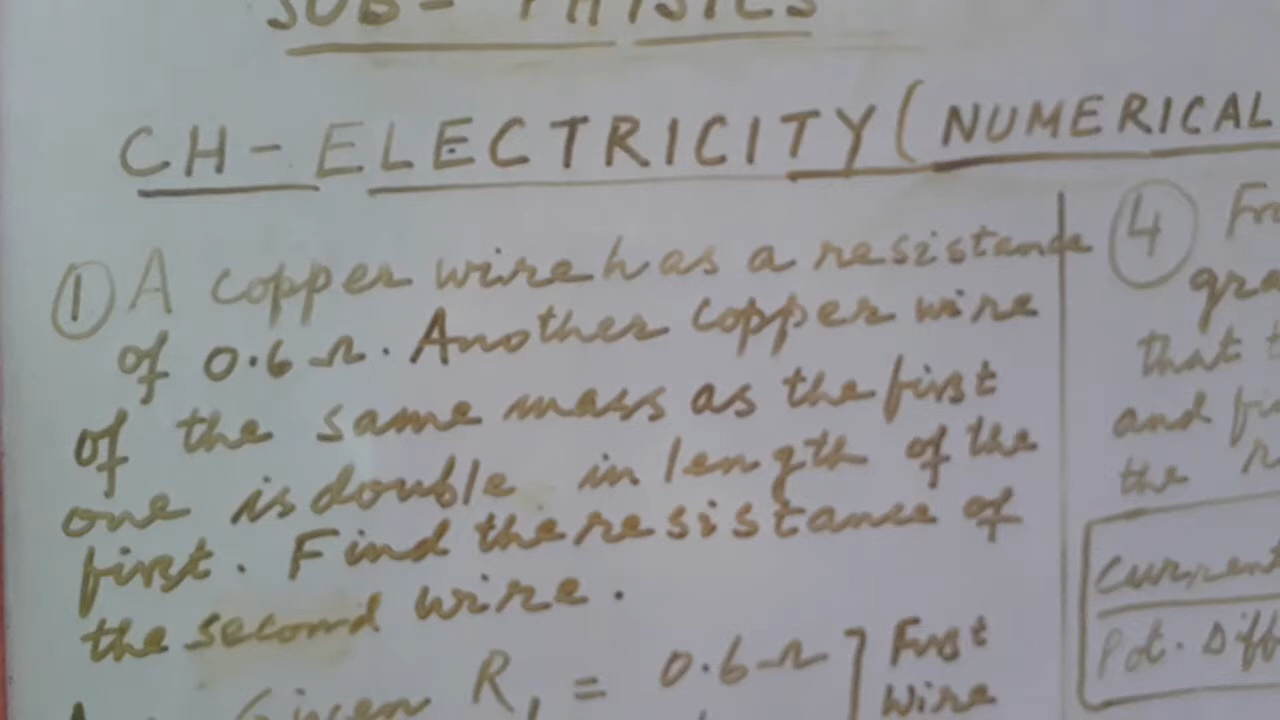 SUB- PHYSICS
CH-ELECTRICITY (NUMERICAL
① A copper wire has a resistance
of 0.6 Ω. Another copper wire
of the same mass as the first
one is double in length of the
first. Find the resistance of
the second wire.
Given R₁ = 0.6 Ω ] First
wire
④
that
and
the
Current
Pot. Diff